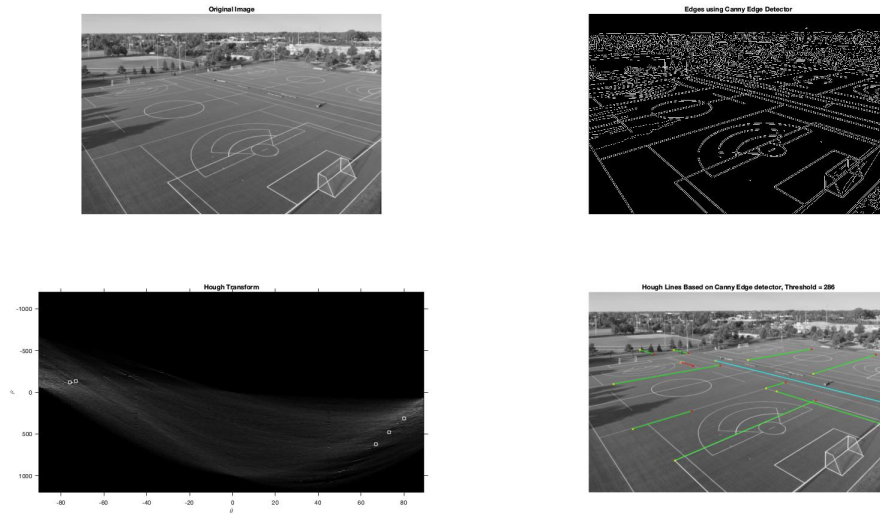 Original Image
Edges using Canny Edge Detector
Hough Transform
-1000
-500
0
500
1000
ρ
-80
-60
-40
-20
0
20
40
60
80
θ
Hough Lines Based on Canny Edge detector, Threshold = 286